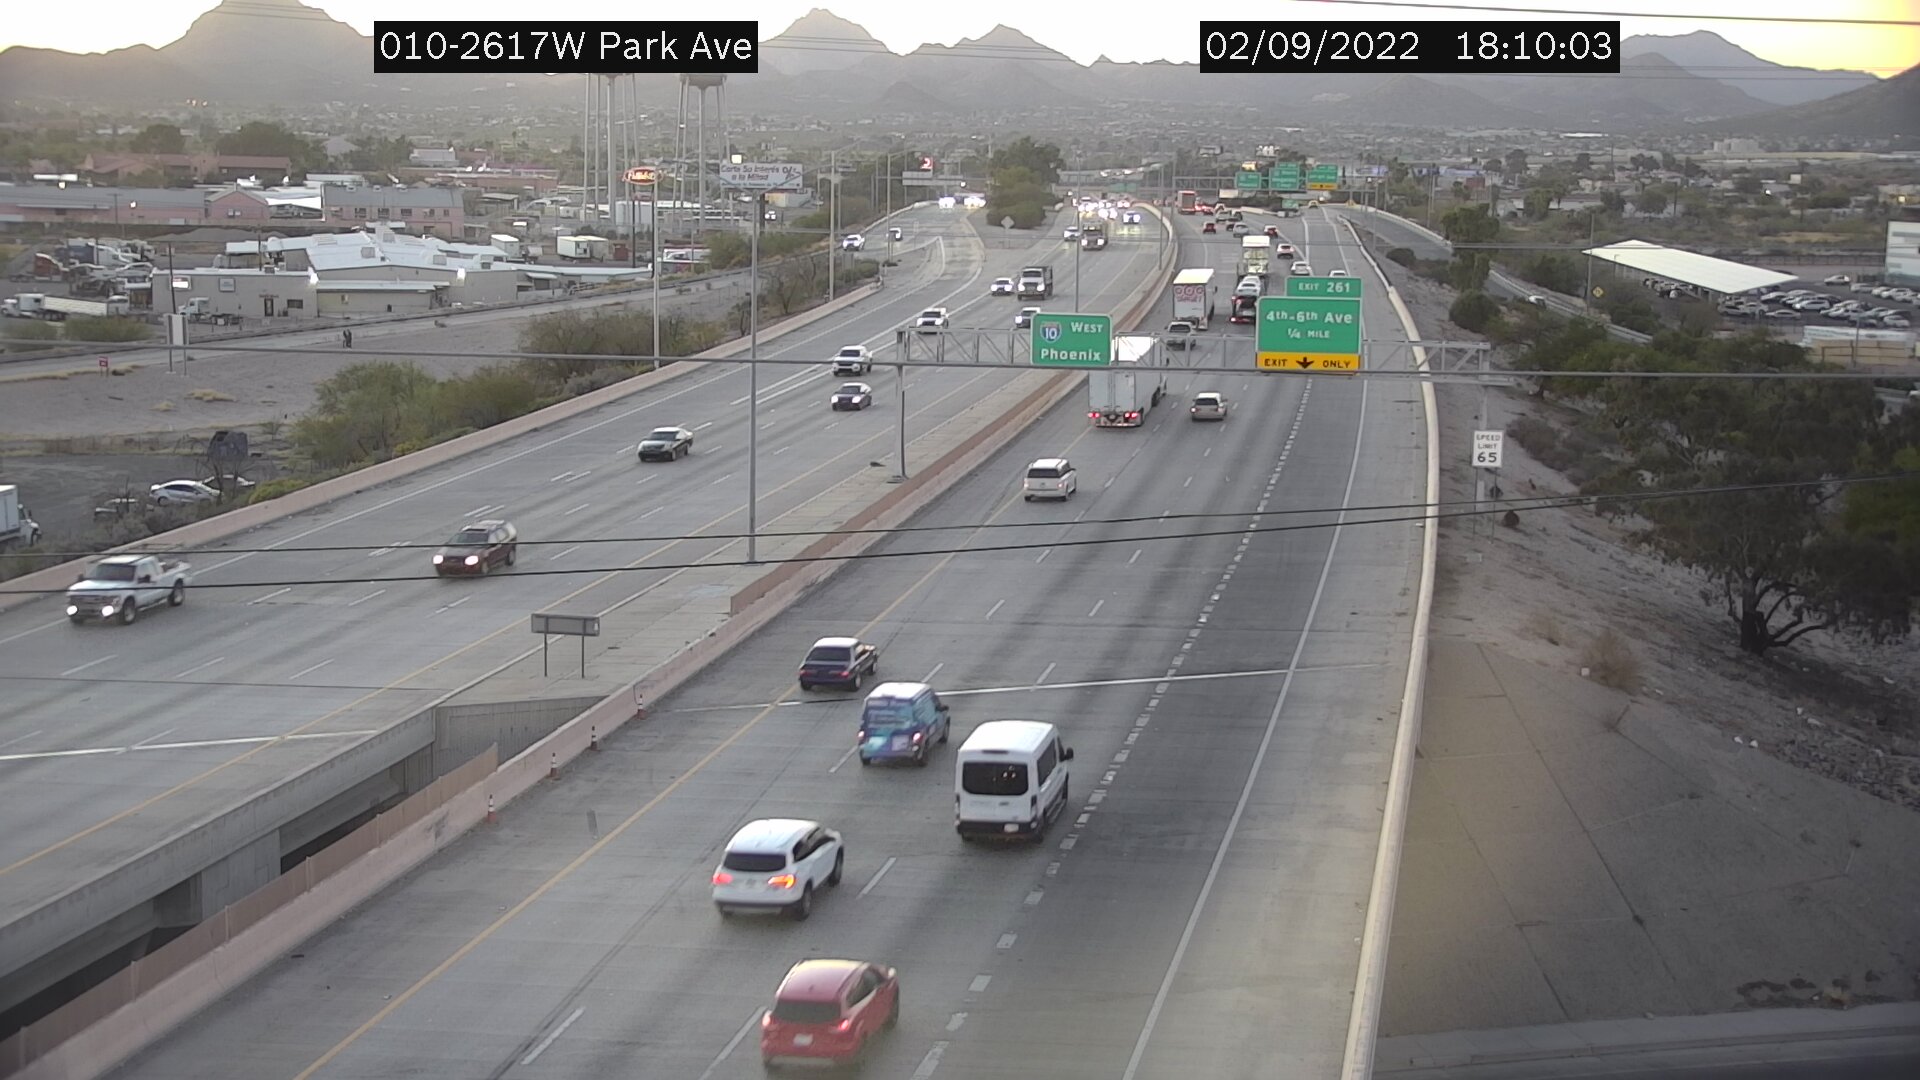 010-2617W Park Ave
02/09/2022 18:10:03
EXIT 261
10 WEST
Phoenix
4th-6th Ave
1/4 MILE
EXIT ONLY
SPEED
LIMIT
65